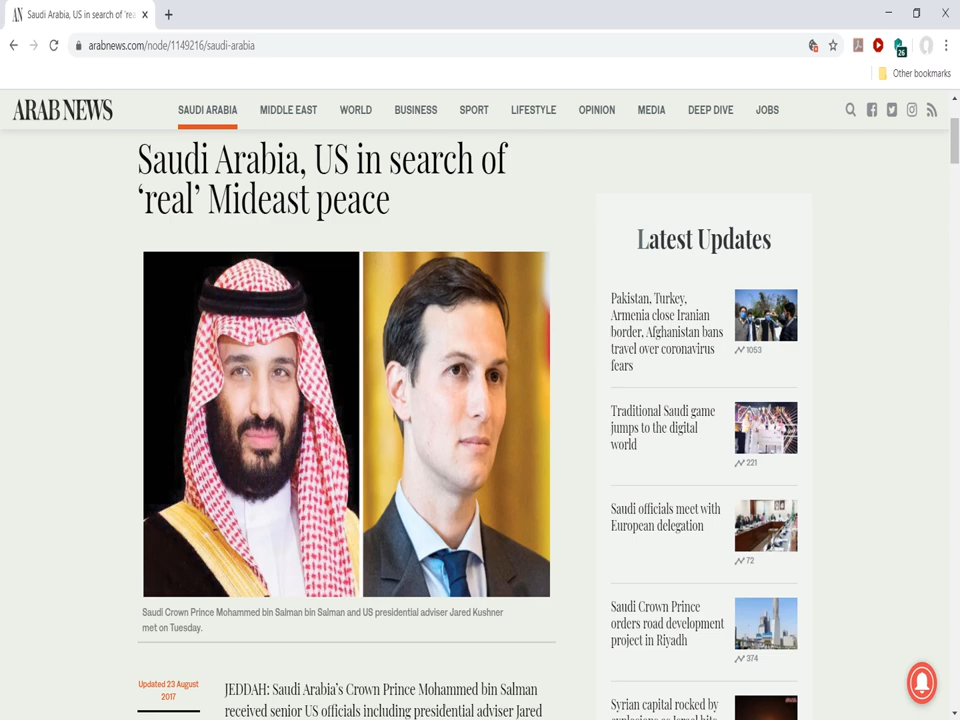 Saudi Arabia, US in search of 'rea
arabnews.com/node/1149216/saudi-arabia
26
Other bookmarks
ARAB NEWS
SAUDI ARABIA MIDDLE EAST WORLD BUSINESS SPORT LIFESTYLE OPINION MEDIA DEEP DIVE JOBS
Saudi Arabia, US in search of
‘real’ Mideast peace
Saudi Crown Prince Mohammed bin Salman bin Salman and US presidential adviser Jared Kushner
met on Tuesday.
Updated 23 August
2017
JEDDAH: Saudi Arabia’s Crown Prince Mohammed bin Salman
received senior US officials including presidential adviser Jared
Latest Updates
Pakistan, Turkey,
Armenia close Iranian
border, Afghanistan bans
travel over coronavirus
fears
1053
Traditional Saudi game
jumps to the digital
world
221
Saudi officials meet with
European delegation
72
Saudi Crown Prince
orders road development
project in Riyadh
374
Syrian capital rocked by
explosions as Israel hits